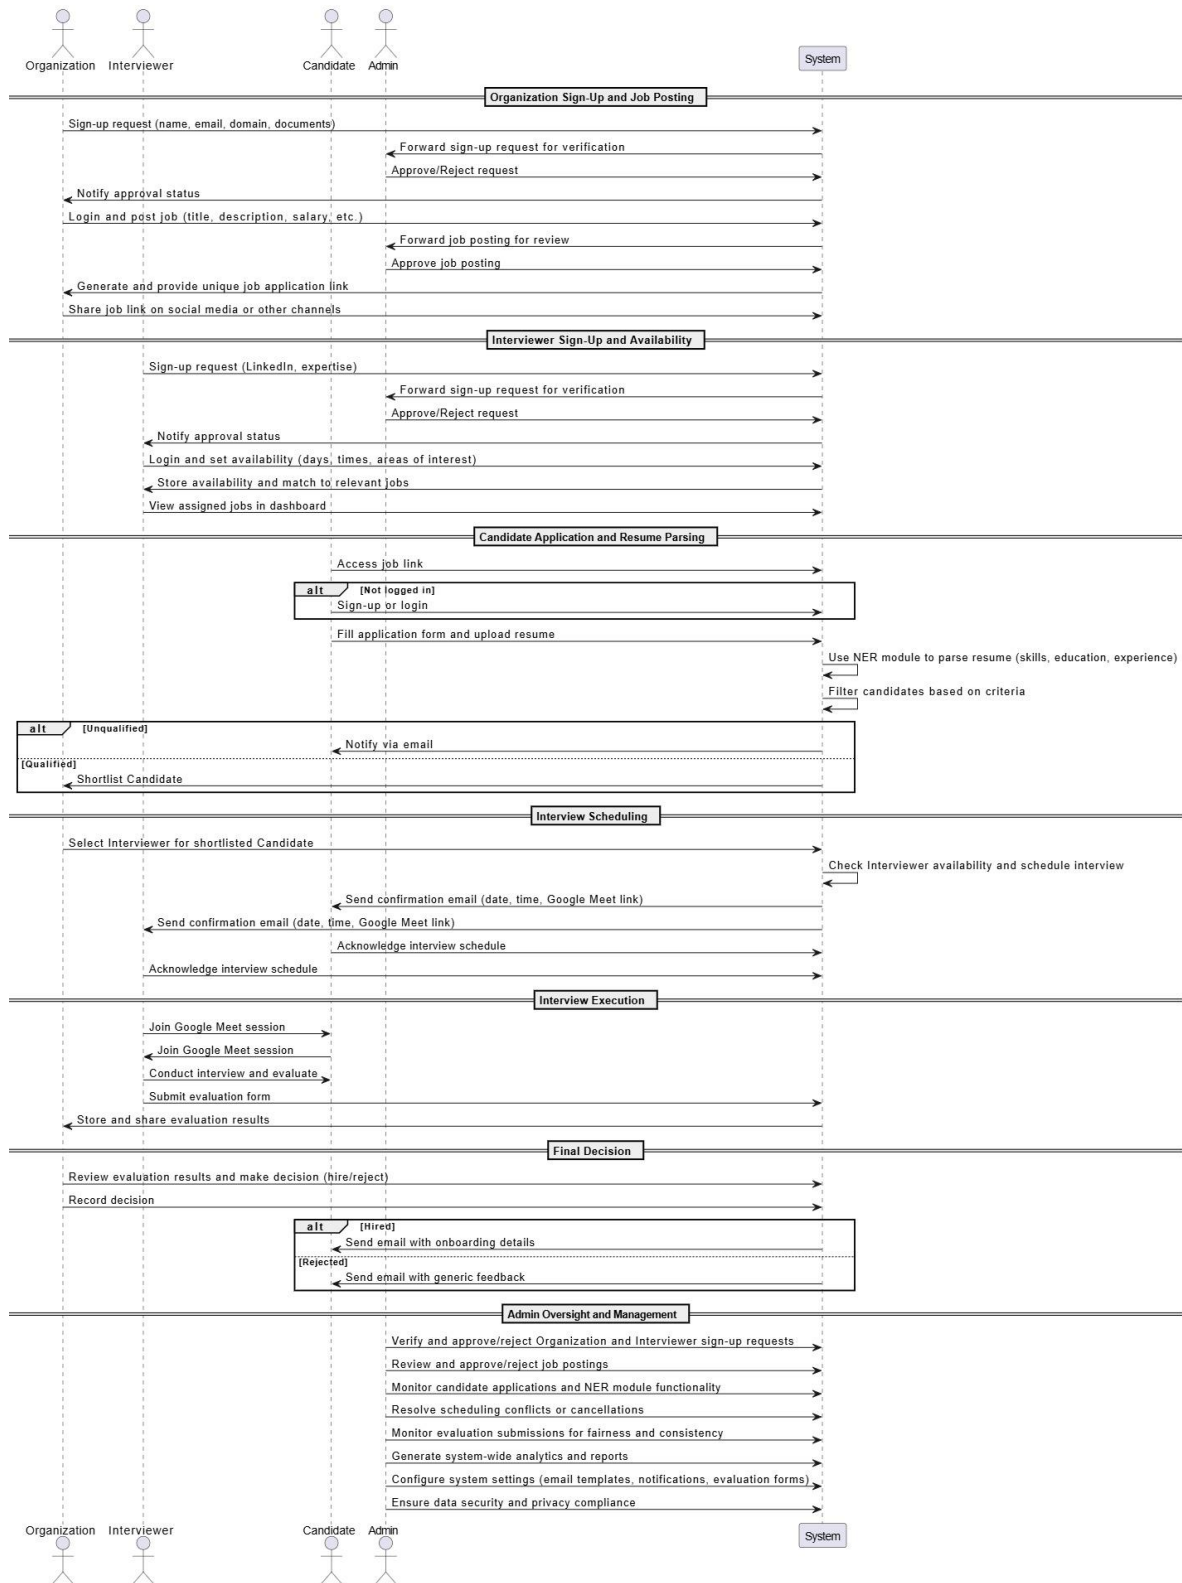 Organization Interviewer Candidate Admin System
Organization Sign-Up and Job Posting
Sign-up request (name, email, domain, documents)
Forward sign-up request for verification
Approve/Reject request
Notify approval status
Login and post job (title, description, salary, etc.)
Forward job posting for review
Approve job posting
Generate and provide unique job application link
Share job link on social media or other channels
Interviewer Sign-Up and Availability
Sign-up request (LinkedIn, expertise)
Forward sign-up request for verification
Approve/Reject request
Notify approval status
Login and set availability (days, times, areas of interest)
Store availability and match to relevant jobs
View assigned jobs in dashboard
Candidate Application and Resume Parsing
Access job link
alt [Not logged in]
Sign-up or login
Fill application form and upload resume
Use NER module to parse resume (skills, education, experience)
Filter candidates based on criteria
alt [Unqualified]
Notify via email
[Qualified]
Shortlist Candidate
Interview Scheduling
Select Interviewer for shortlisted Candidate
Check Interviewer availability and schedule interview
Send confirmation email (date, time, Google Meet link)
Send confirmation email (date, time, Google Meet link)
Acknowledge interview schedule
Acknowledge interview schedule
Interview Execution
Join Google Meet session
Join Google Meet session
Conduct interview and evaluate
Submit evaluation form
Store and share evaluation results
Final Decision
Review evaluation results and make decision (hire/reject)
Record decision
alt [Hired]
Send email with onboarding details
[Rejected]
Send email with generic feedback
Admin Oversight and Management
Verify and approve/reject Organization and Interviewer sign-up requests
Review and approve/reject job postings
Monitor candidate applications and NER module functionality
Resolve scheduling conflicts or cancellations
Monitor evaluation submissions for fairness and consistency
Generate system-wide analytics and reports
Configure system settings (email templates, notifications, evaluation forms)
Ensure data security and privacy compliance
Organization Interviewer Candidate Admin System